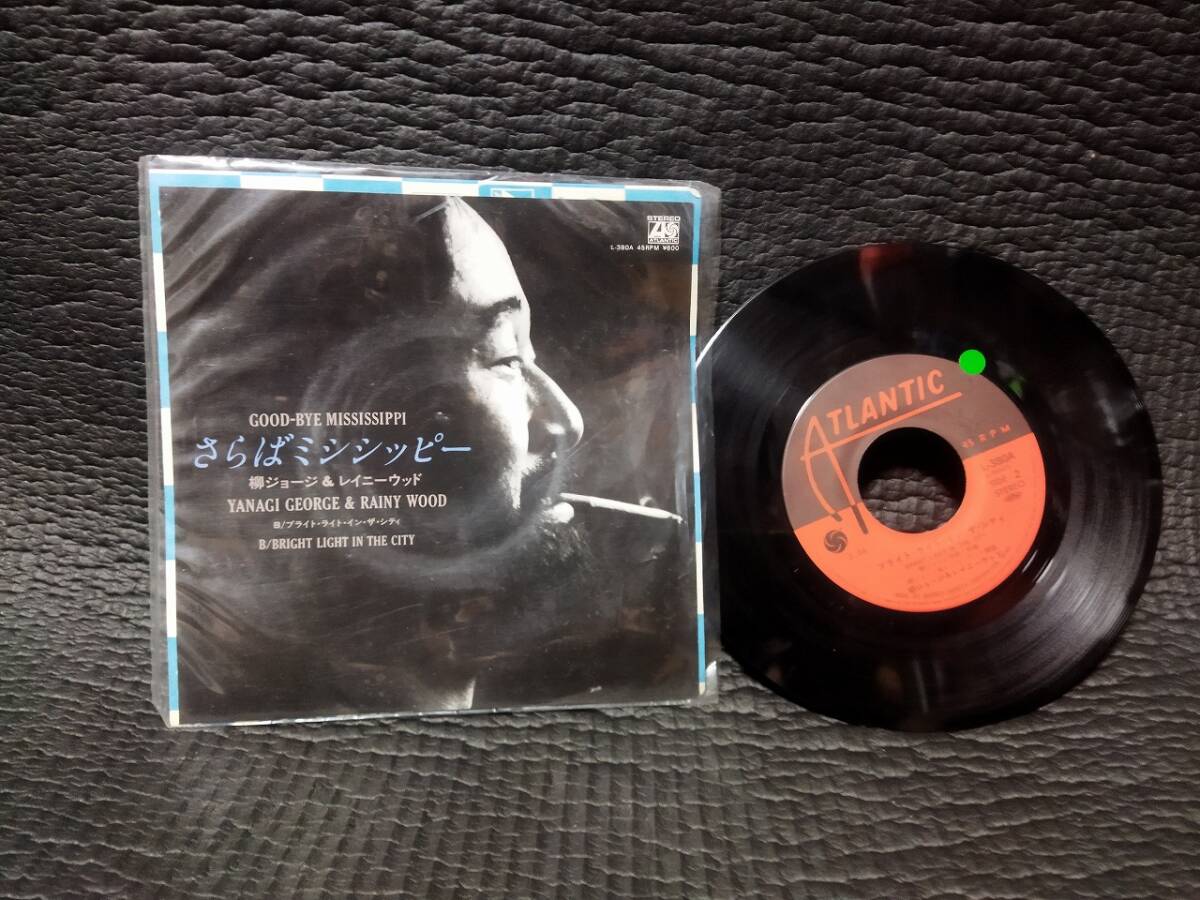 STEREO
ATLANTIC
L-380A 45RPM ¥600
GOOD-BYE MISSISSIPPI
さらばミシシッピー
柳ジョージ & レイニーウッド
YANAGI GEORGE & RAINY WOOD
B/ブライト・ライト・イン・ザ・シティ
B/BRIGHT LIGHT IN THE CITY
ATLANTIC
45 RPM
L-380A
STEREO